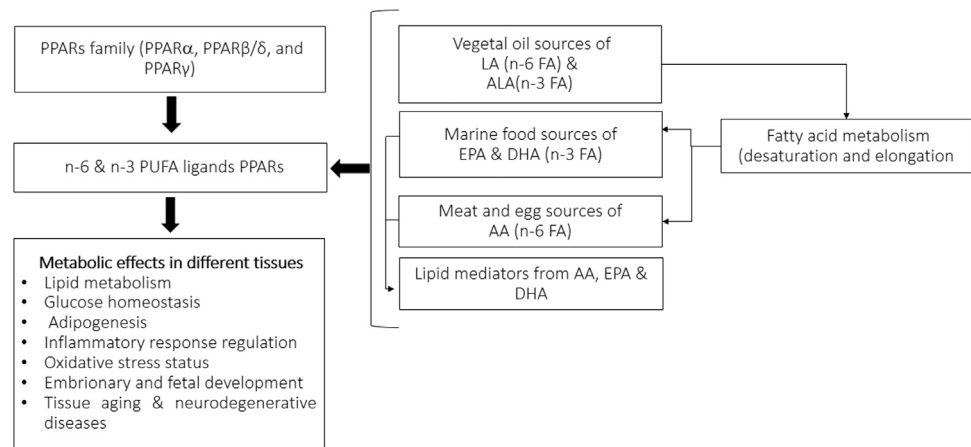 PPARs family (PPARα, PPARβ/δ, and
PPARγ)
n-6 & n-3 PUFA ligands PPARs
Metabolic effects in different tissues
• Lipid metabolism
• Glucose homeostasis
• Adipogenesis
• Inflammatory response regulation
• Oxidative stress status
• Embrionary and fetal development
• Tissue aging & neurodegenerative
diseases
Vegetal oil sources of
LA (n-6 FA) &
ALA(n-3 FA)
Marine food sources of
EPA & DHA (n-3 FA)
Meat and egg sources of
AA (n-6 FA)
Lipid mediators from AA, EPA &
DHA
Fatty acid metabolism
(desaturation and elongation